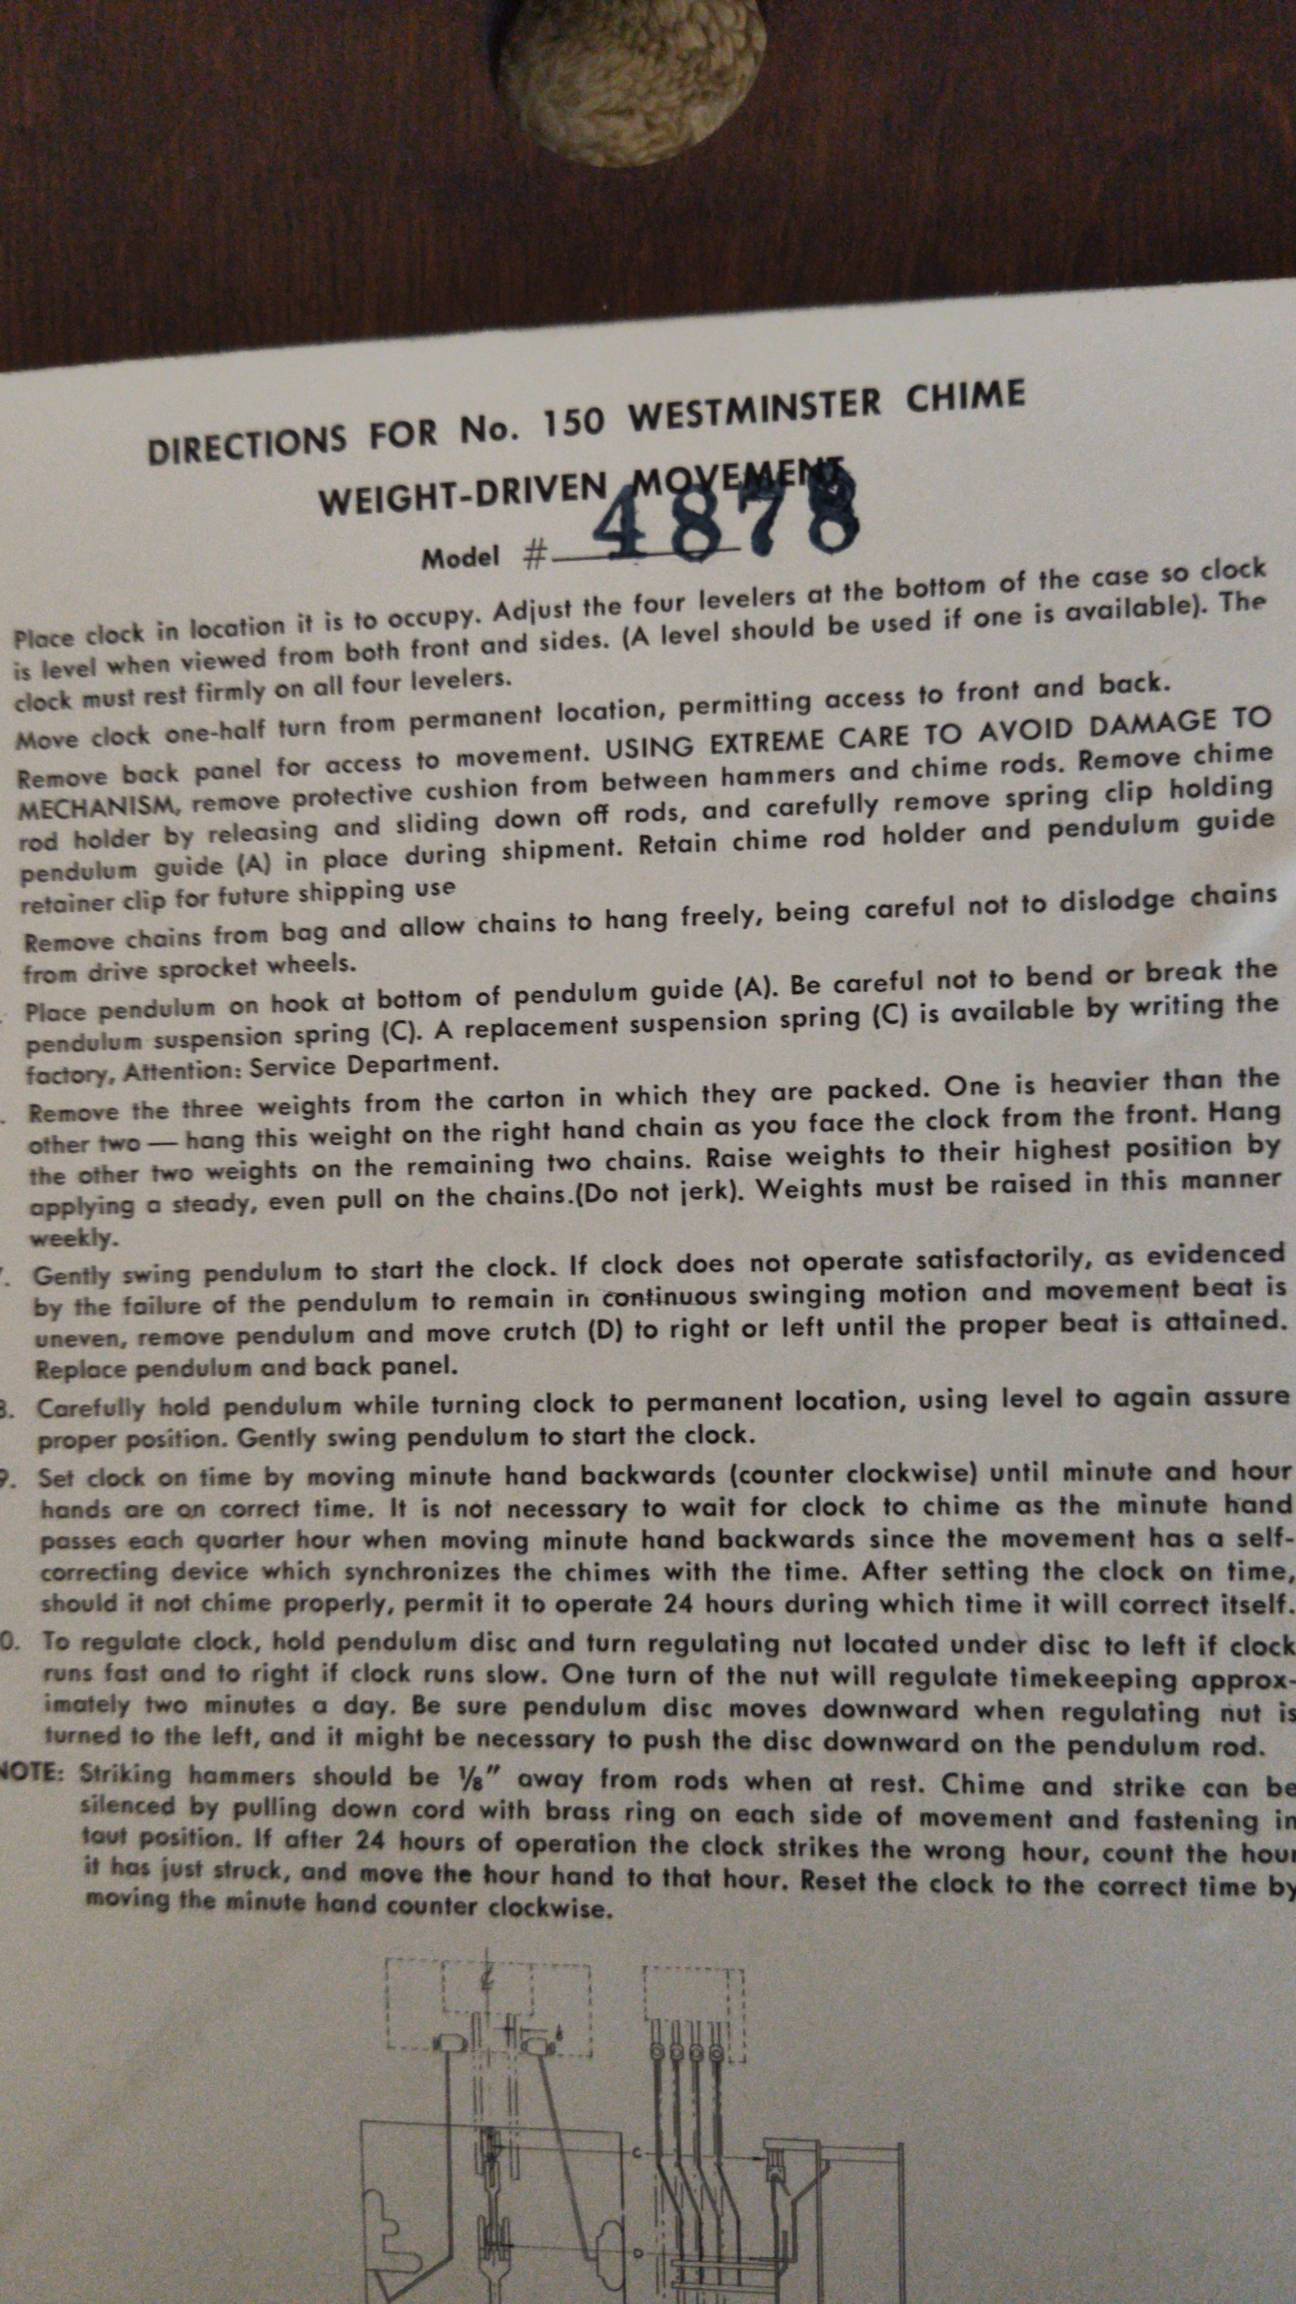 DIRECTIONS FOR No. 150 WESTMINSTER CHIME
WEIGHT-DRIVEN MOVEMENT
Model # 4878
Place clock in location it is to occupy. Adjust the four levelers at the bottom of the case so clock
is level when viewed from both front and sides. (A level should be used if one is available). The
clock must rest firmly on all four levelers.
Move clock one-half turn from permanent location, permitting access to front and back.
Remove back panel for access to movement. USING EXTREME CARE TO AVOID DAMAGE TO
MECHANISM, remove protective cushion from between hammers and chime rods. Remove chime
rod holder by releasing and sliding down off rods, and carefully remove spring clip holding
pendulum guide (A) in place during shipment. Retain chime rod holder and pendulum guide
retainer clip for future shipping use
Remove chains from bag and allow chains to hang freely, being careful not to dislodge chains
from drive sprocket wheels.
Place pendulum on hook at bottom of pendulum guide (A). Be careful not to bend or break the
pendulum suspension spring (C). A replacement suspension spring (C) is available by writing the
factory, Attention: Service Department.
. Remove the three weights from the carton in which they are packed. One is heavier than the
other two — hang this weight on the right hand chain as you face the clock from the front. Hang
the other two weights on the remaining two chains. Raise weights to their highest position by
applying a steady, even pull on the chains.(Do not jerk). Weights must be raised in this manner
weekly.
. Gently swing pendulum to start the clock. If clock does not operate satisfactorily, as evidenced
by the failure of the pendulum to remain in continuous swinging motion and movement beat is
uneven, remove pendulum and move crutch (D) to right or left until the proper beat is attained.
Replace pendulum and back panel.
8. Carefully hold pendulum while turning clock to permanent location, using level to again assure
proper position. Gently swing pendulum to start the clock.
9. Set clock on time by moving minute hand backwards (counter clockwise) until minute and hour
hands are on correct time. It is not necessary to wait for clock to chime as the minute hand
passes each quarter hour when moving minute hand backwards since the movement has a self-
correcting device which synchronizes the chimes with the time. After setting the clock on time,
should it not chime properly, permit it to operate 24 hours during which time it will correct itself.
0. To regulate clock, hold pendulum disc and turn regulating nut located under disc to left if clock
runs fast and to right if clock runs slow. One turn of the nut will regulate timekeeping approx-
imately two minutes a day. Be sure pendulum disc moves downward when regulating nut is
turned to the left, and it might be necessary to push the disc downward on the pendulum rod.
NOTE: Striking hammers should be ⅛" away from rods when at rest. Chime and strike can be
silenced by pulling down cord with brass ring on each side of movement and fastening in
taut position. If after 24 hours of operation the clock strikes the wrong hour, count the hour
it has just struck, and move the hour hand to that hour. Reset the clock to the correct time by
moving the minute hand counter clockwise.